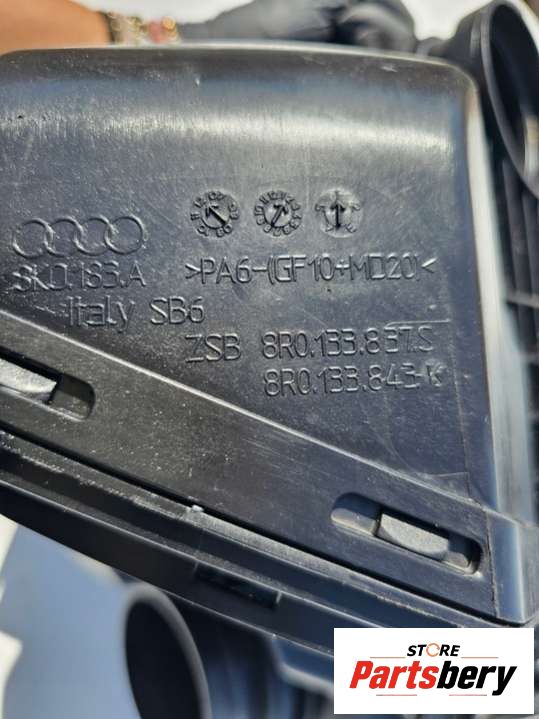 8K0.183.A
>PA6-(GF10+MD20)<
Italy SB6
ZSB 8R0.133.837.S
8R0.133.843-K
STORE
Partsbery